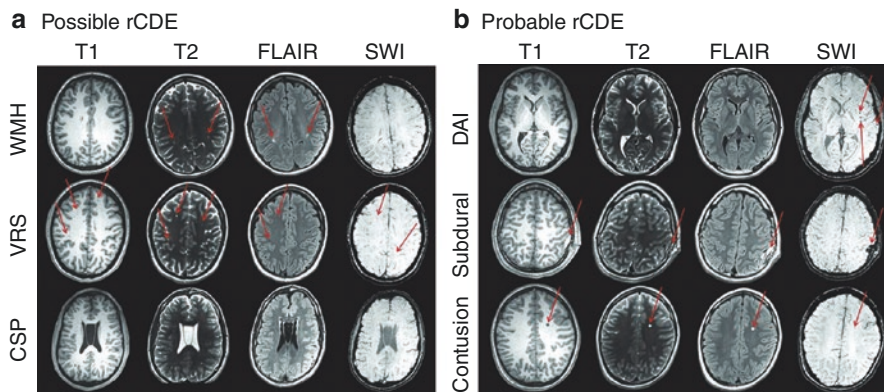 a Possible rCDE
T1 T2 FLAIR SWI
WMH
VRS
CSP
b Probable rCDE
T1 T2 FLAIR SWI
DAI
Subdural
Contusion